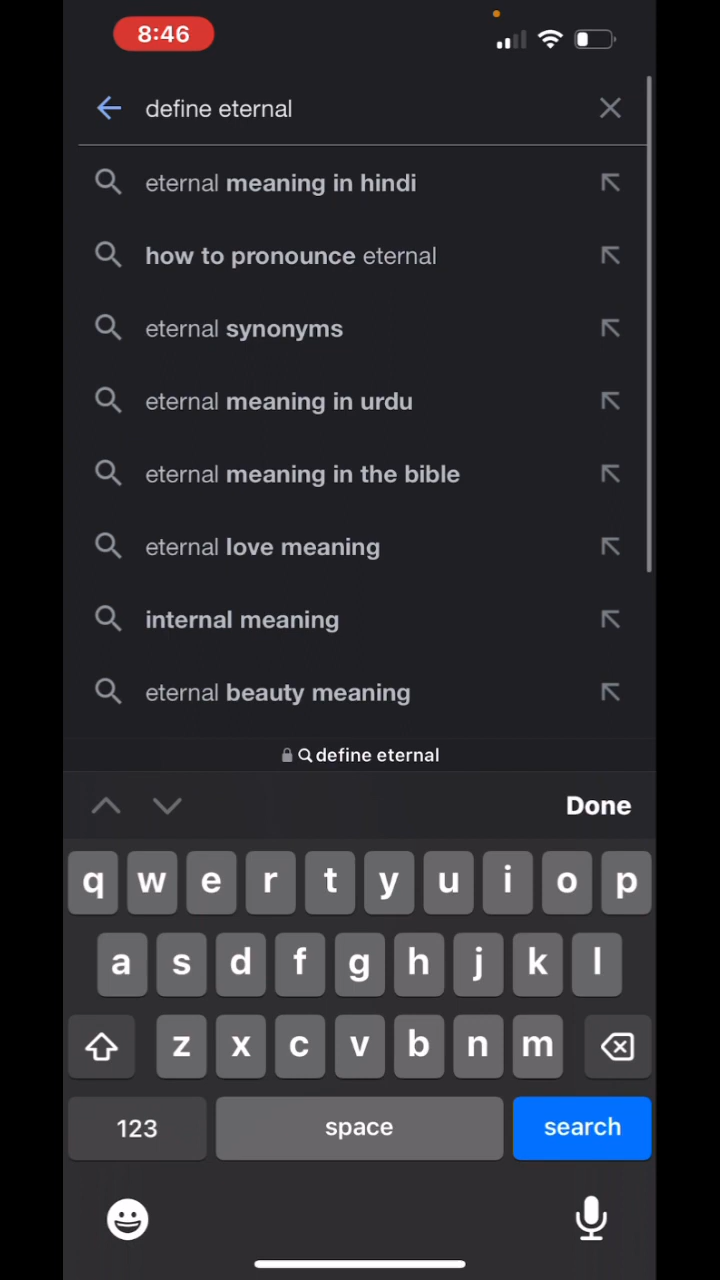 8:46
define eternal
eternal meaning in hindi
how to pronounce eternal
eternal synonyms
eternal meaning in urdu
eternal meaning in the bible
eternal love meaning
internal meaning
eternal beauty meaning
define eternal
Done
q w e r t y u i o p
a s d f g h j k l
z x c v b n m
123 space search